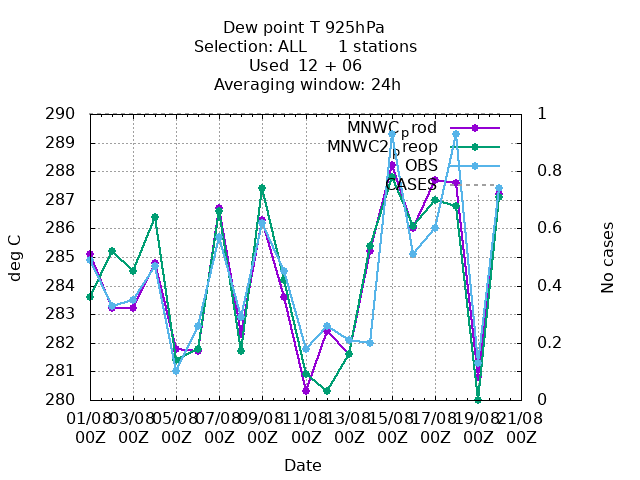 Dew point T 925hPa
Selection: ALL      1 stations
Used  12 + 06
Averaging window: 24h
290
289
288
287
286
285
284
283
282
281
280
deg C
1
0.8
0.6
0.4
0.2
0
No cases
MNWC_prod
MNWC2_preop
OBS
CASES
01/08 03/08 05/08 07/08 09/08 11/08 13/08 15/08 17/08 19/08 21/08
00Z 00Z 00Z 00Z 00Z 00Z 00Z 00Z 00Z 00Z 00Z
Date